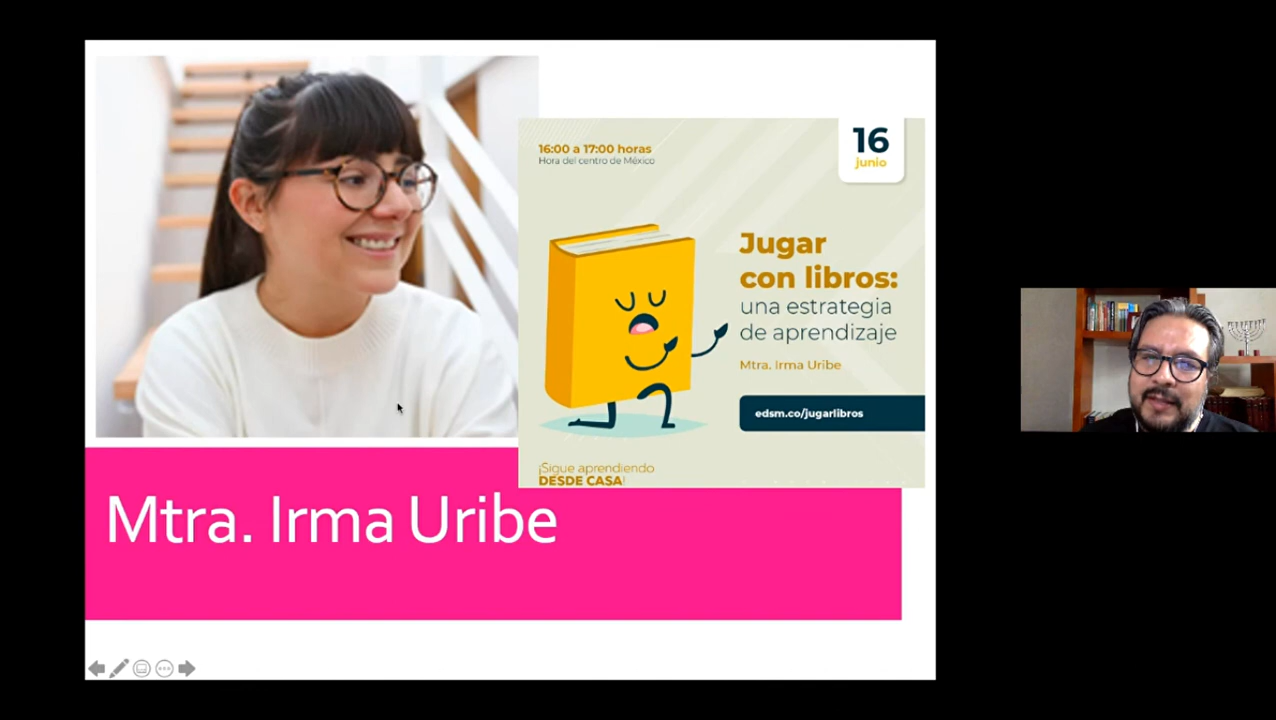 16:00 a 17:00 horas
Hora del centro de México
16
junio
Jugar
con libros:
una estrategia
de aprendizaje
Mtra. Irma Uribe
edsm.co/jugarlibros
¡Sigue aprendiendo
DESDE CASA!
Mtra. Irma Uribe